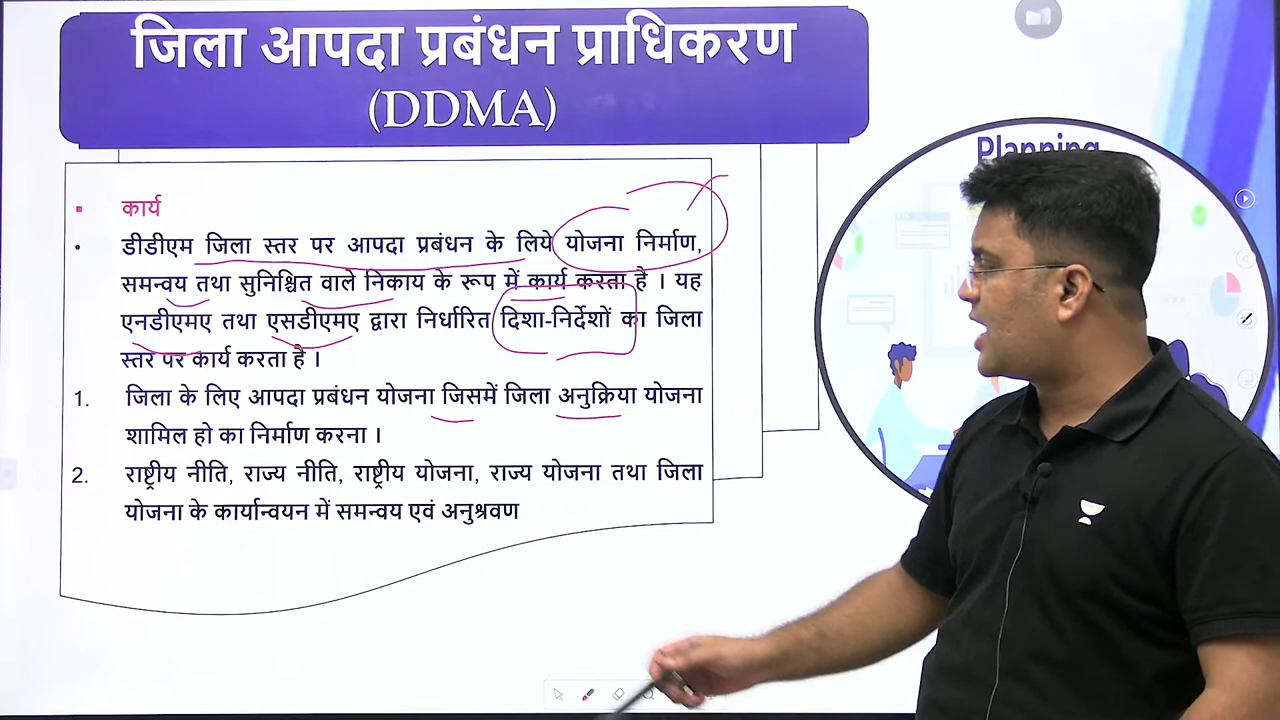 जिला आपदा प्रबंधन प्राधिकरण
(DDMA)
Planning
▪ कार्य
• डीडीएम जिला स्तर पर आपदा प्रबंधन के लिये योजना निर्माण,
समन्वय तथा सुनिश्चित वाले निकाय के रूप में कार्य करता है । यह
एनडीएमए तथा एसडीएमए द्वारा निर्धारित दिशा-निर्देशों का जिला
स्तर पर कार्य करता है ।
1. जिला के लिए आपदा प्रबंधन योजना जिसमें जिला अनुक्रिया योजना
शामिल हो का निर्माण करना ।
2. राष्ट्रीय नीति, राज्य नीति, राष्ट्रीय योजना, राज्य योजना तथा जिला
योजना के कार्यान्वयन में समन्वय एवं अनुश्रवण